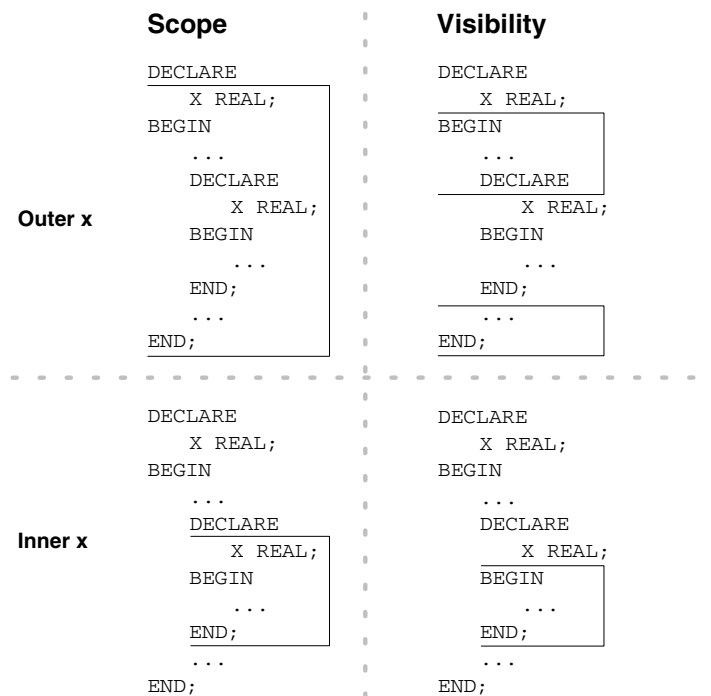 Scope
Visibility
Outer x
DECLARE
X REAL;
BEGIN
...
DECLARE
X REAL;
BEGIN
...
END;
...
END;
DECLARE
X REAL;
BEGIN
...
DECLARE
X REAL;
BEGIN
...
END;
...
END;
Inner x
DECLARE
X REAL;
BEGIN
...
DECLARE
X REAL;
BEGIN
...
END;
...
END;
DECLARE
X REAL;
BEGIN
...
DECLARE
X REAL;
BEGIN
...
END;
...
END;